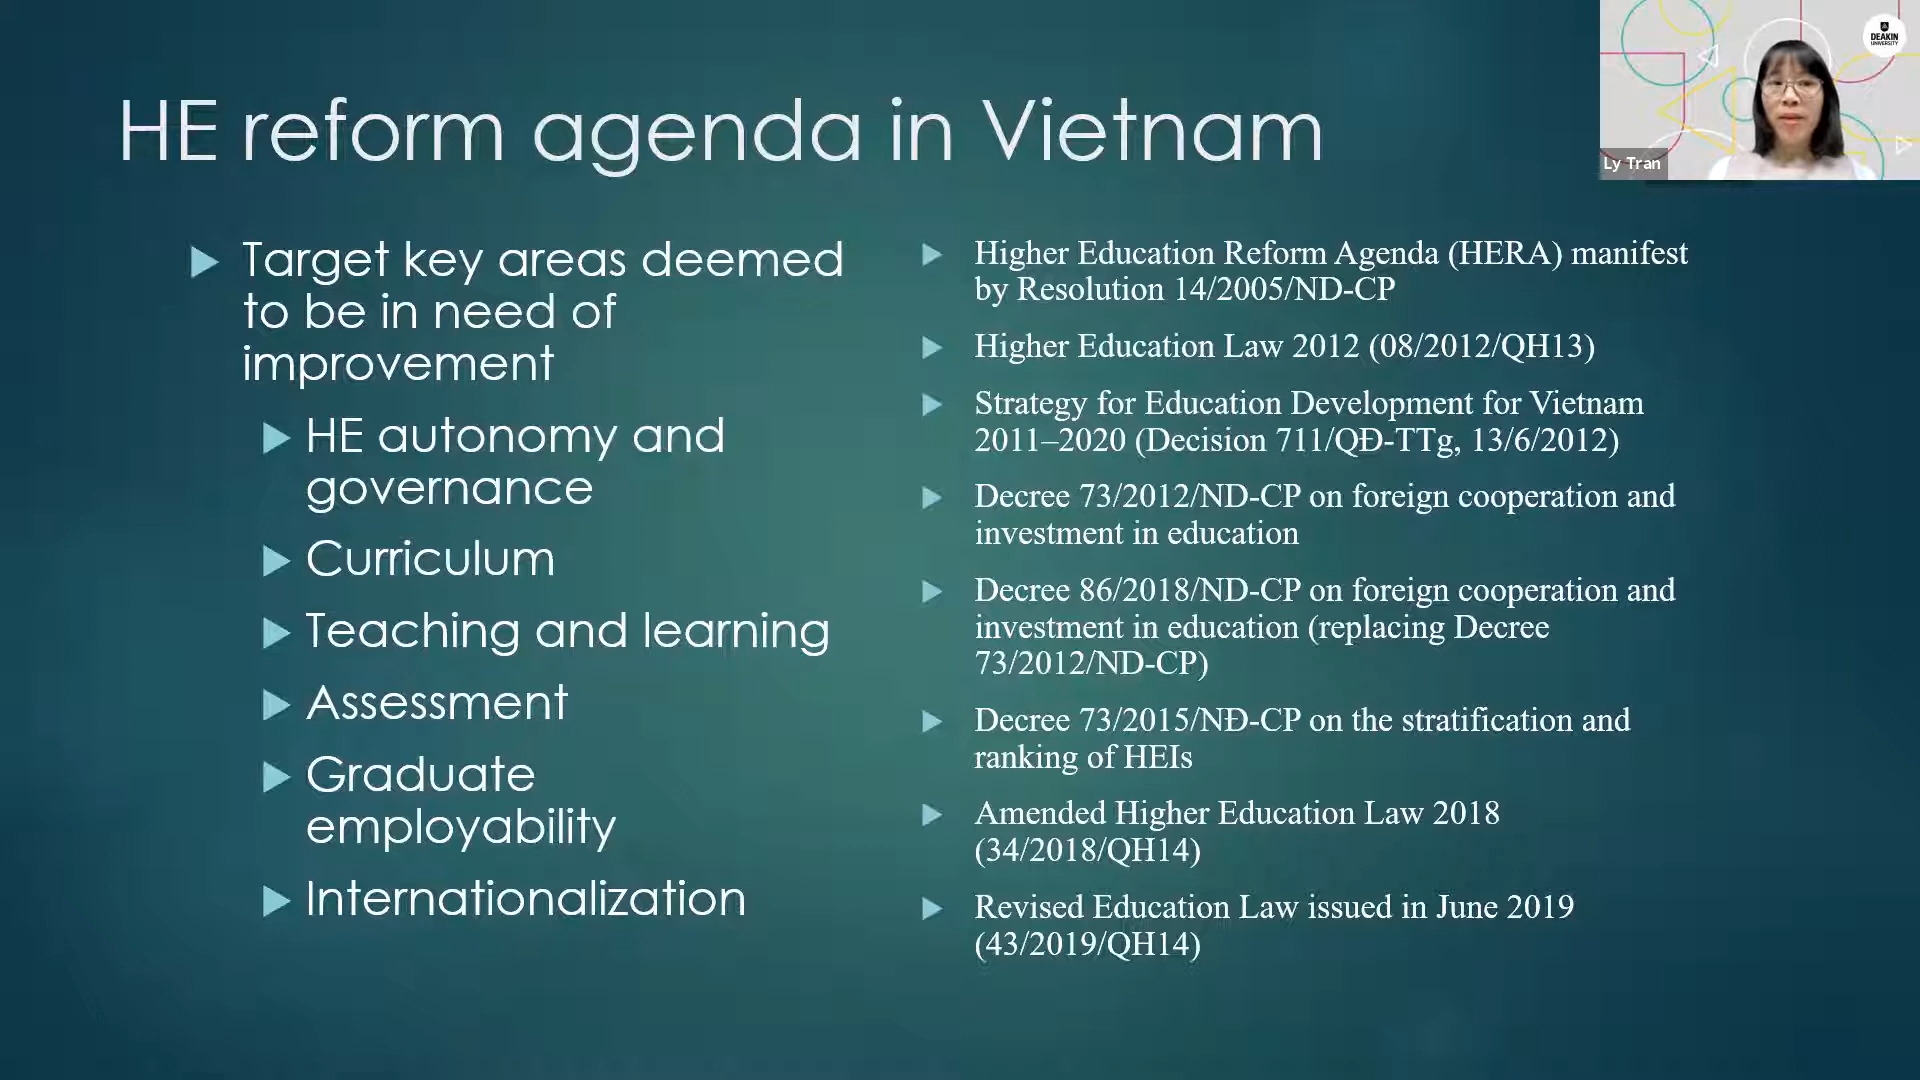 HE reform agenda in Vietnam
DEAKIN
UNIVERSITY
Ly Tran
Target key areas deemed
to be in need of
improvement
HE autonomy and
governance
Curriculum
Teaching and learning
Assessment
Graduate
employability
Internationalization
Higher Education Reform Agenda (HERA) manifest
by Resolution 14/2005/ND-CP
Higher Education Law 2012 (08/2012/QH13)
Strategy for Education Development for Vietnam
2011–2020 (Decision 711/QĐ-TTg, 13/6/2012)
Decree 73/2012/ND-CP on foreign cooperation and
investment in education
Decree 86/2018/ND-CP on foreign cooperation and
investment in education (replacing Decree
73/2012/ND-CP)
Decree 73/2015/NĐ-CP on the stratification and
ranking of HEIs
Amended Higher Education Law 2018
(34/2018/QH14)
Revised Education Law issued in June 2019
(43/2019/QH14)